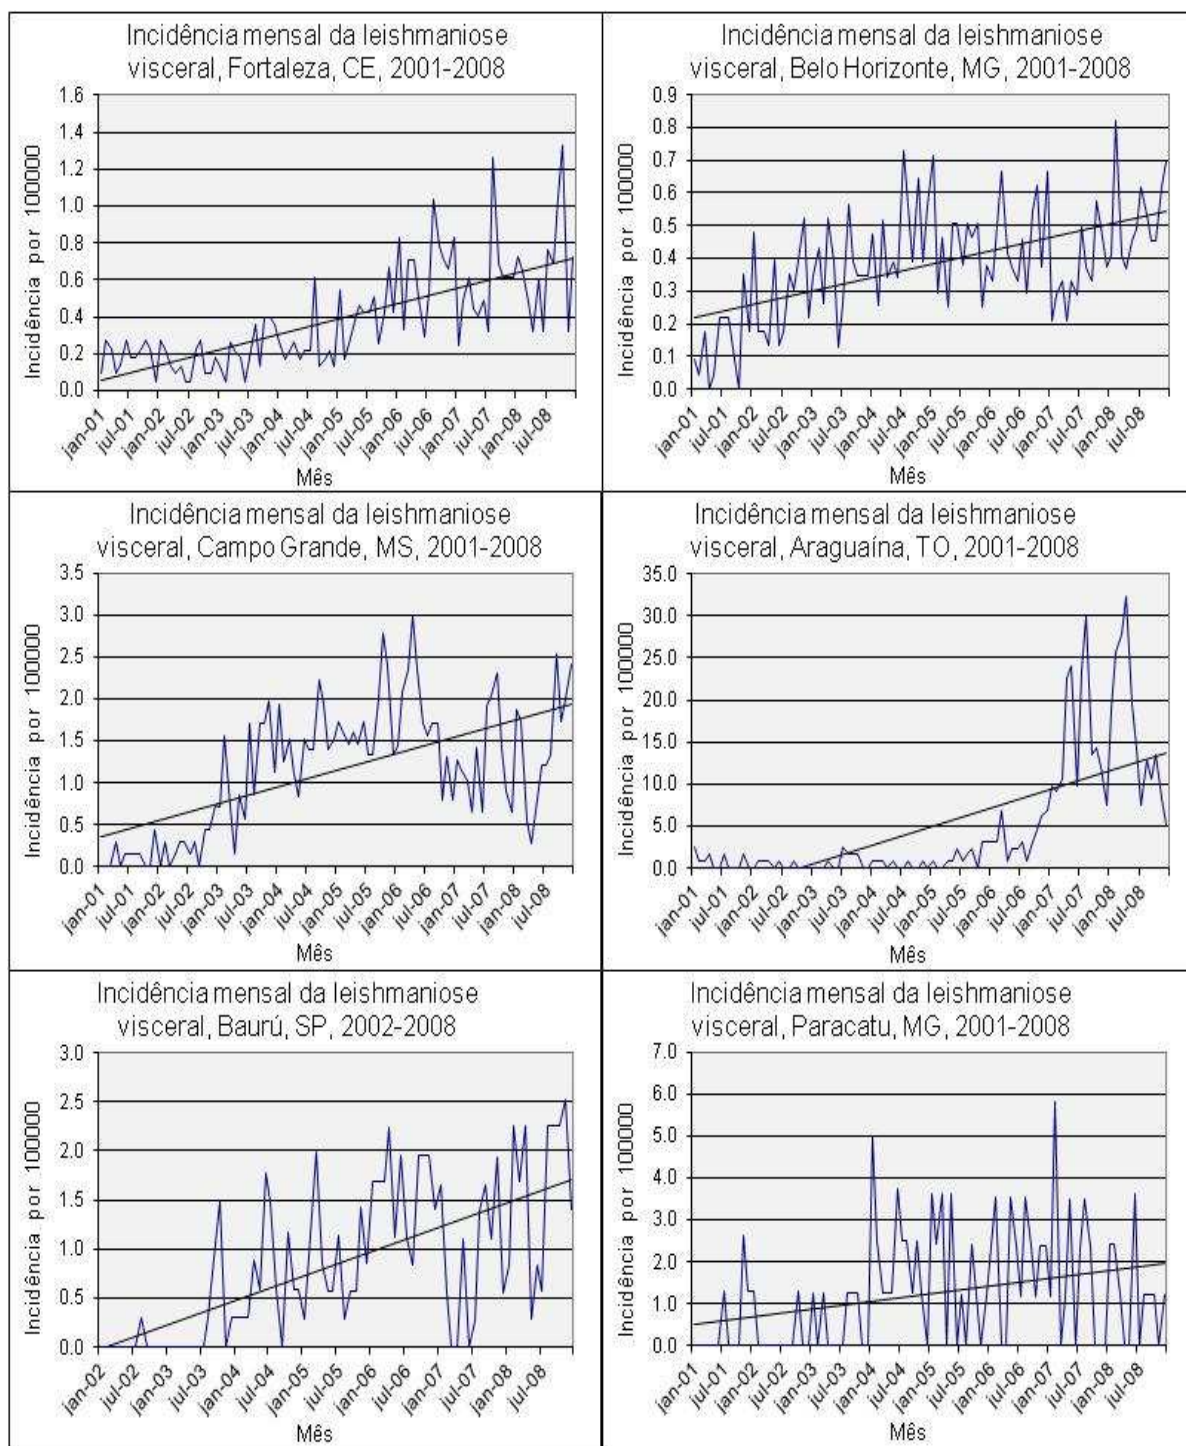 Incidência mensal da leishmaniose
visceral, Fortaleza, CE, 2001-2008
Incidência por 100000
1.6
1.4
1.2
1.0
0.8
0.6
0.4
0.2
0.0
jan-01
jul-01
jan-02
jul-02
jan-03
jul-03
jan-04
jul-04
jan-05
jul-05
jan-06
jul-06
jan-07
jul-07
jan-08
jul-08
Mês
Incidência mensal da leishmaniose
visceral, Belo Horizonte, MG, 2001-2008
Incidência por 100000
0.9
0.8
0.7
0.6
0.5
0.4
0.3
0.2
0.1
0.0
jan-01
jul-01
jan-02
jul-02
jan-03
jul-03
jan-04
jul-04
jan-05
jul-05
jan-06
jul-06
jan-07
jul-07
jan-08
jul-08
Mês
Incidência mensal da leishmaniose
visceral, Campo Grande, MS, 2001-2008
Incidência por 100000
3.5
3.0
2.5
2.0
1.5
1.0
0.5
0.0
jan-01
jul-01
jan-02
jul-02
jan-03
jul-03
jan-04
jul-04
jan-05
jul-05
jan-06
jul-06
jan-07
jul-07
jan-08
jul-08
Mês
Incidência mensal da leishmaniose
visceral, Araguaína, TO, 2001-2008
Incidência por 100000
35.0
30.0
25.0
20.0
15.0
10.0
5.0
0.0
jan-01
jul-01
jan-02
jul-02
jan-03
jul-03
jan-04
jul-04
jan-05
jul-05
jan-06
jul-06
jan-07
jul-07
jan-08
jul-08
Mês
Incidência mensal da leishmaniose
visceral, Baurú, SP, 2002-2008
Incidência por 100000
3.0
2.5
2.0
1.5
1.0
0.5
0.0
jan-02
jul-02
jan-03
jul-03
jan-04
jul-04
jan-05
jul-05
jan-06
jul-06
jan-07
jul-07
jan-08
jul-08
Mês
Incidência mensal da leishmaniose
visceral, Paracatu, MG, 2001-2008
Incidência por 100000
7.0
6.0
5.0
4.0
3.0
2.0
1.0
0.0
jan-01
jul-01
jan-02
jul-02
jan-03
jul-03
jan-04
jul-04
jan-05
jul-05
jan-06
jul-06
jan-07
jul-07
jan-08
jul-08
Mês